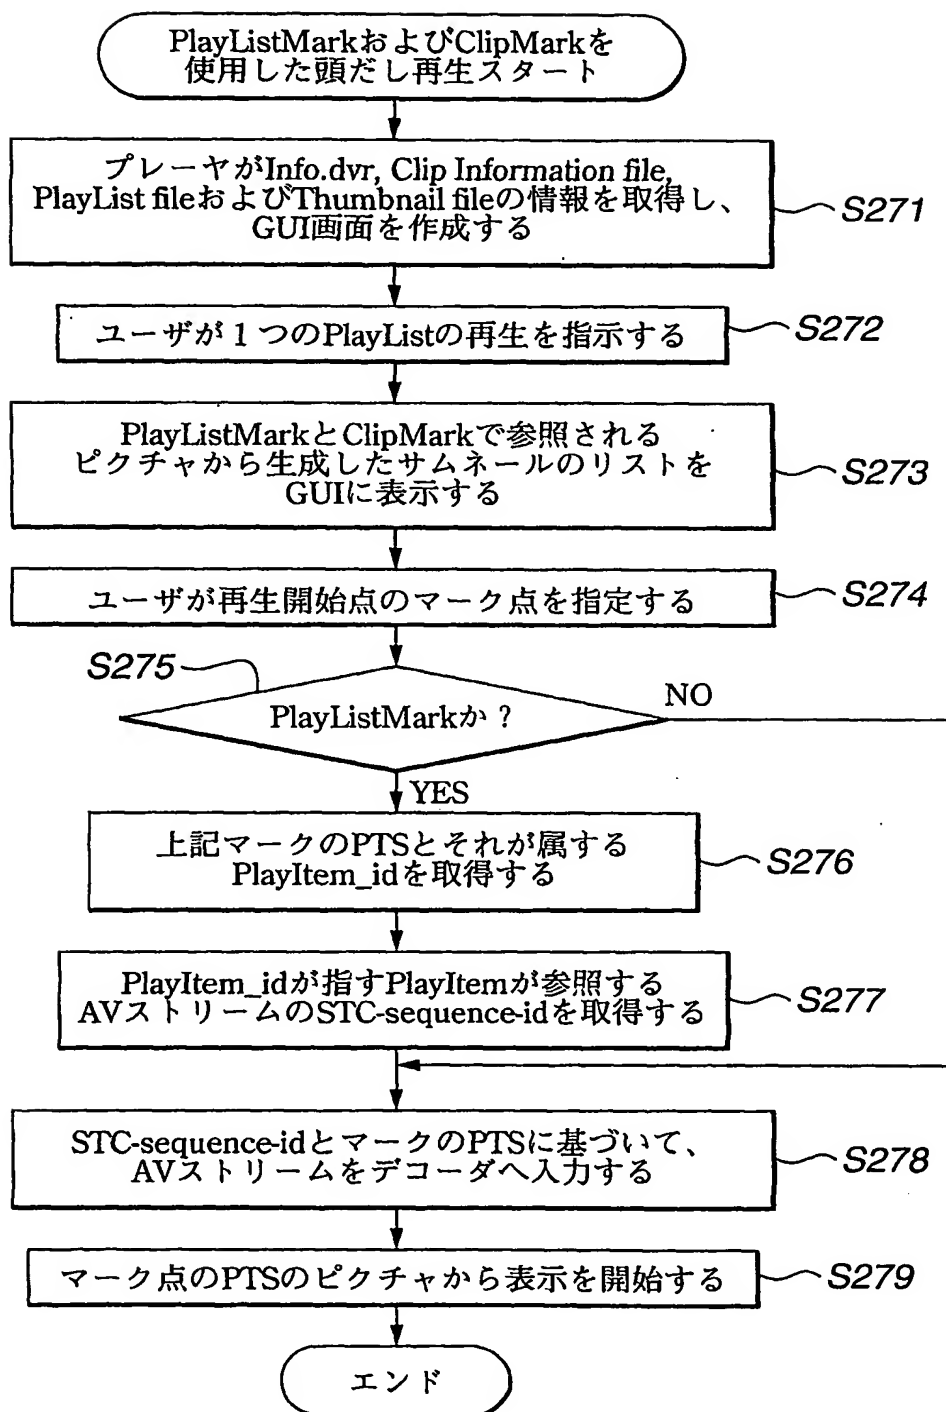 PlayListMarkおよびClipMarkを
使用した頭だし再生スタート
プレーヤがInfo.dvr, Clip Information file,
PlayList fileおよびThumbnail fileの情報を取得し、
GUI画面を作成する
S271
ユーザが１つのPlayListの再生を指示する
S272
PlayListMarkとClipMarkで参照される
ピクチャから生成したサムネールのリストを
GUIに表示する
S273
ユーザが再生開始点のマーク点を指定する
S274
S275
PlayListMarkか？
NO
YES
上記マークのPTSとそれが属する
PlayItem_idを取得する
S276
PlayItem_idが指すPlayItemが参照する
AVストリームのSTC-sequence-idを取得する
S277
STC-sequence-idとマークのPTSに基づいて、
AVストリームをデコーダへ入力する
S278
マーク点のPTSのピクチャから表示を開始する
S279
エンド